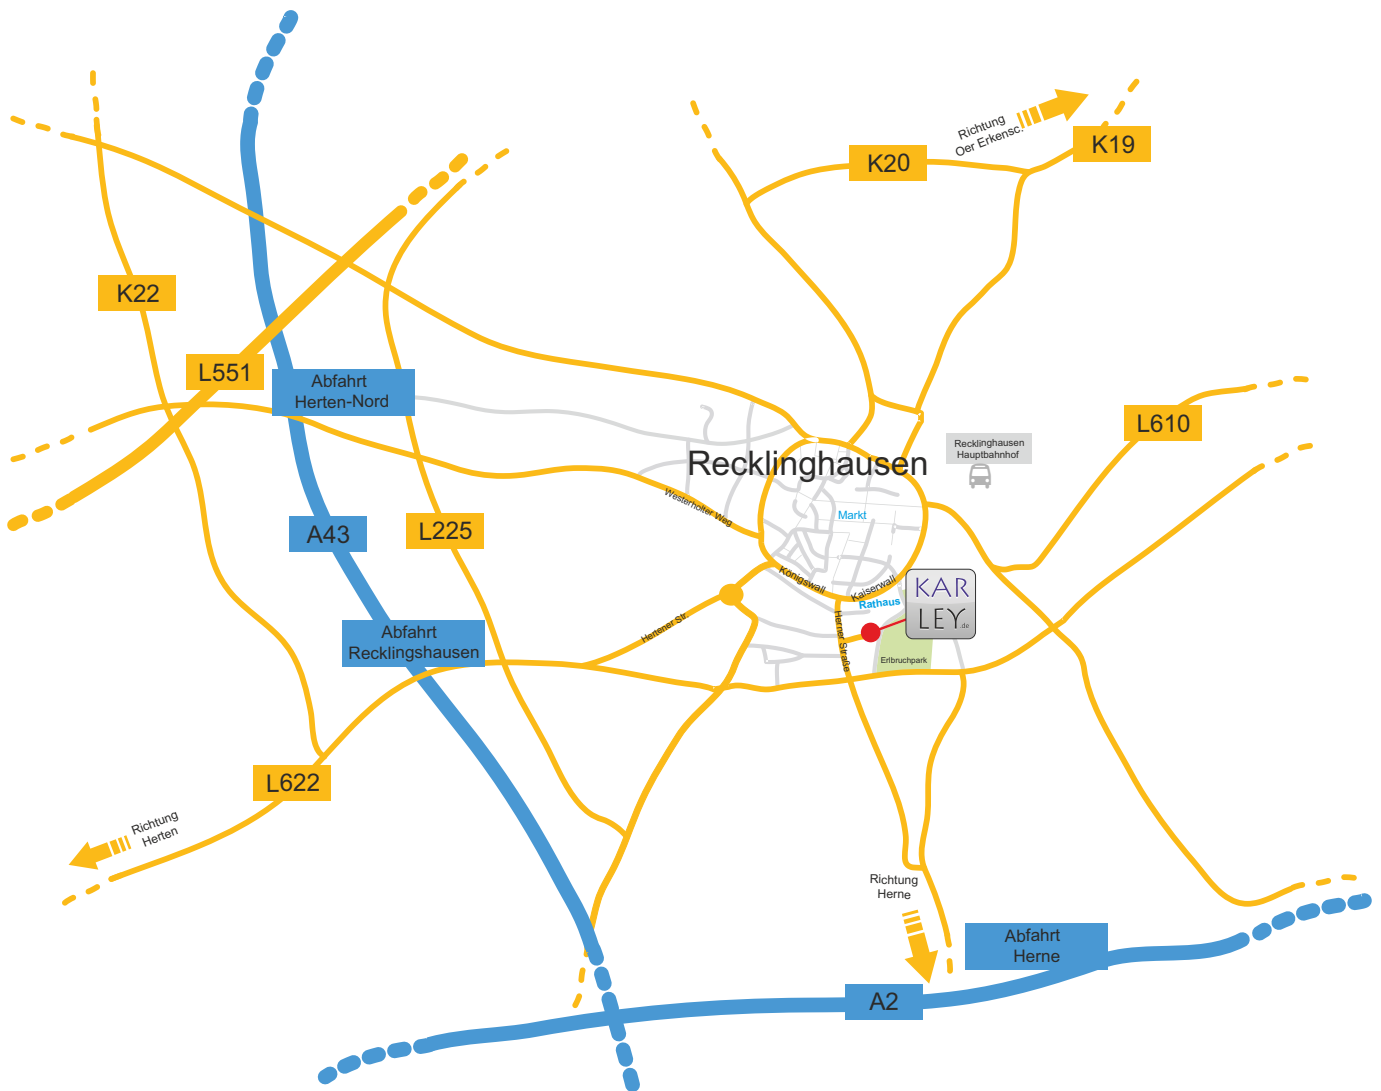 Richtung
Oer Erkensc.
K19
K20
K22
L551
Abfahrt
Herten-Nord
L610
Recklinghausen
Hauptbahnhof
Recklinghausen
Westerholter Weg
Markt
A43
L225
Königswall
Kaiserwall
KAR
LEY.de
Rathaus
Hertener Str.
Herner Straße
Abfahrt
Recklingshausen
Erlbruchpark
L622
Richtung
Herten
Richtung
Herne
Abfahrt
Herne
A2